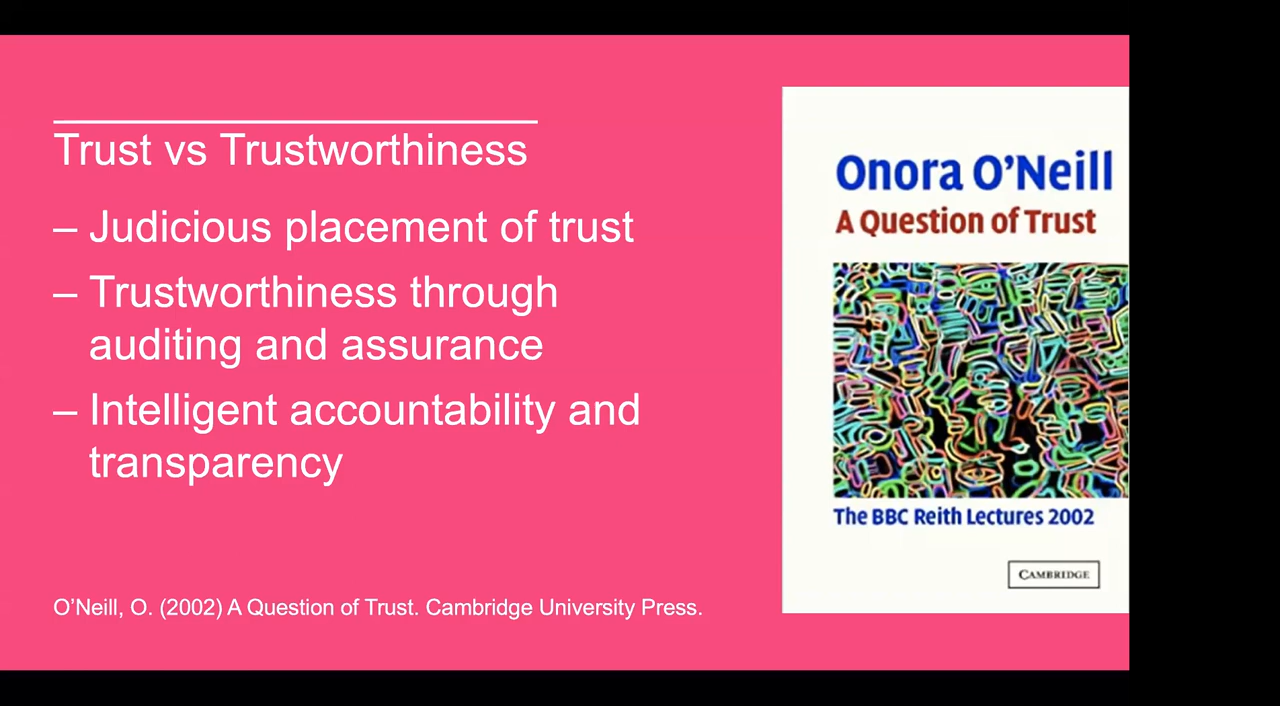 Trust vs Trustworthiness
– Judicious placement of trust
– Trustworthiness through
auditing and assurance
– Intelligent accountability and
transparency
O’Neill, O. (2002) A Question of Trust. Cambridge University Press.
Onora O’Neill
A Question of Trust
The BBC Reith Lectures 2002
CAMBRIDGE